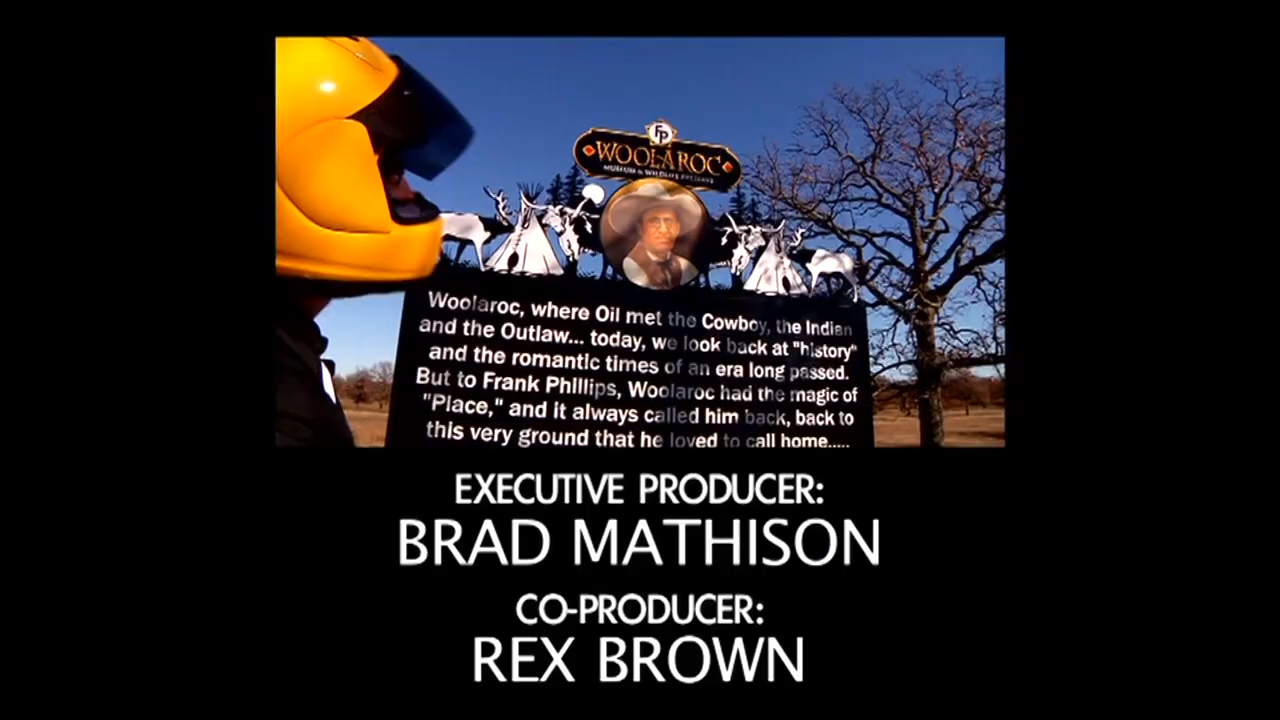 FP
WOOLAROC
MUSEUM & WILDLIFE PRESERVE
Woolaroc, where Oil met the Cowboy, the Indian
and the Outlaw... today, we look back at "history"
and the romantic times of an era long passed.
But to Frank Phillips, Woolaroc had the magic of
"Place," and it always called him back, back to
this very ground that he loved to call home.....
EXECUTIVE PRODUCER:
BRAD MATHISON
CO-PRODUCER:
REX BROWN